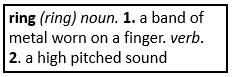 ring (ring) noun. 1. a band of
metal worn on a finger. verb.
2. a high pitched sound